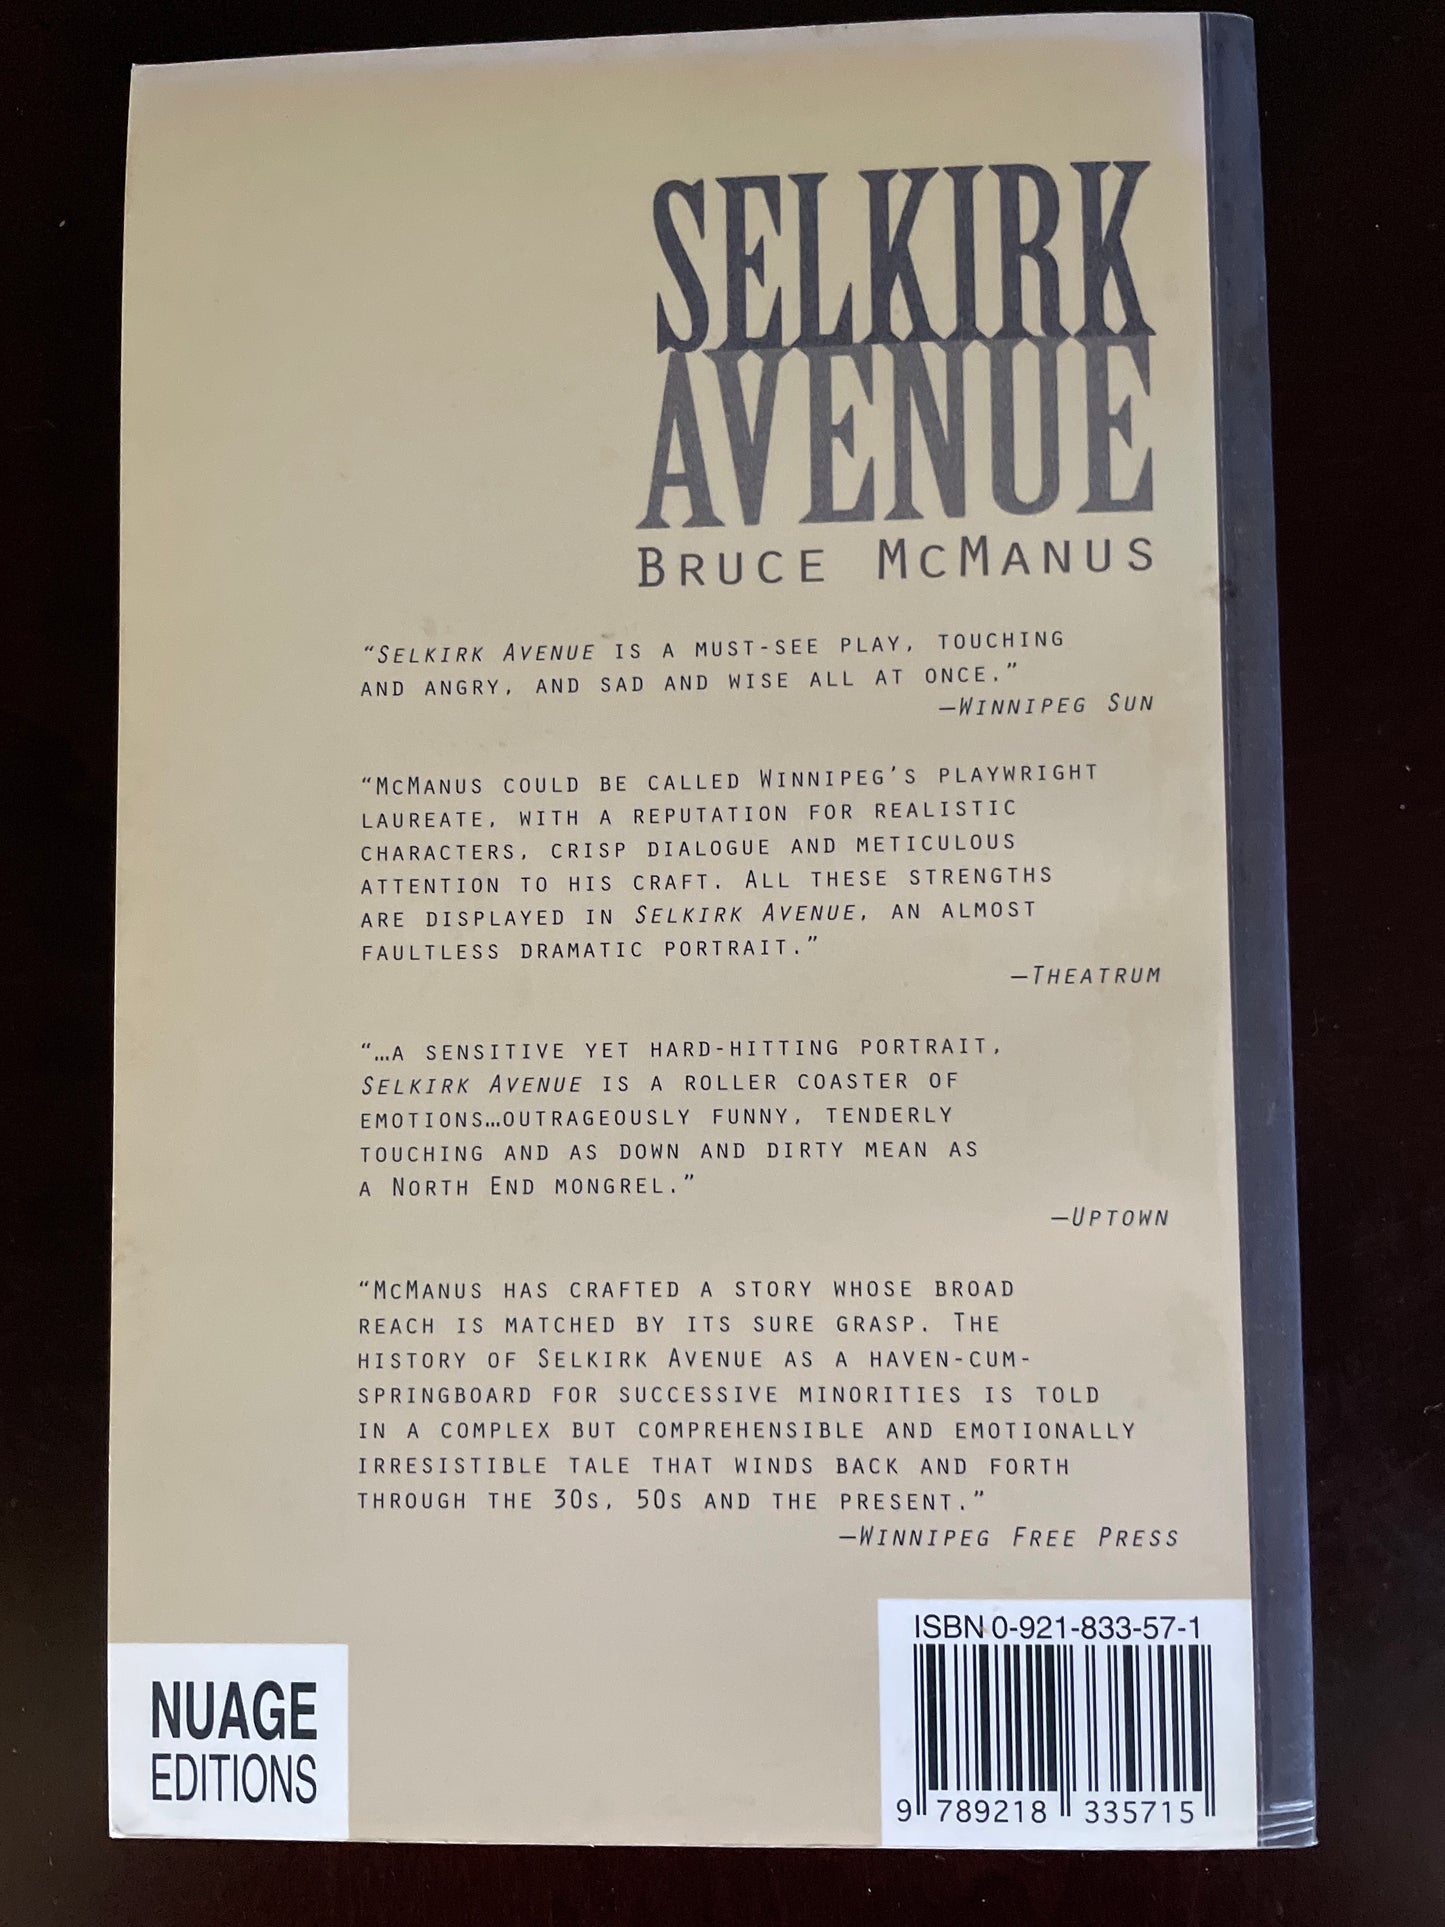 SELKIRK
AVENUE
BRUCE MCMANUS
“SELKIRK AVENUE IS A MUST-SEE PLAY, TOUCHING
AND ANGRY, AND SAD AND WISE ALL AT ONCE.”
—WINNIPEG SUN
“MCMANUS COULD BE CALLED WINNIPEG’S PLAYWRIGHT
LAUREATE, WITH A REPUTATION FOR REALISTIC
CHARACTERS, CRISP DIALOGUE AND METICULOUS
ATTENTION TO HIS CRAFT. ALL THESE STRENGTHS
ARE DISPLAYED IN SELKIRK AVENUE, AN ALMOST
FAULTLESS DRAMATIC PORTRAIT.”
—THEATRUM
“…A SENSITIVE YET HARD-HITTING PORTRAIT,
SELKIRK AVENUE IS A ROLLER COASTER OF
EMOTIONS…OUTRAGEOUSLY FUNNY, TENDERLY
TOUCHING AND AS DOWN AND DIRTY MEAN AS
A NORTH END MONGREL.”
—UPTOWN
“MCMANUS HAS CRAFTED A STORY WHOSE BROAD
REACH IS MATCHED BY ITS SURE GRASP. THE
HISTORY OF SELKIRK AVENUE AS A HAVEN-CUM-
SPRINGBOARD FOR SUCCESSIVE MINORITIES IS TOLD
IN A COMPLEX BUT COMPREHENSIBLE AND EMOTIONALLY
IRRESISTIBLE TALE THAT WINDS BACK AND FORTH
THROUGH THE 30S, 50S AND THE PRESENT.”
—WINNIPEG FREE PRESS
NUAGE
EDITIONS
ISBN 0-921-833-57-1
9 789218 335715